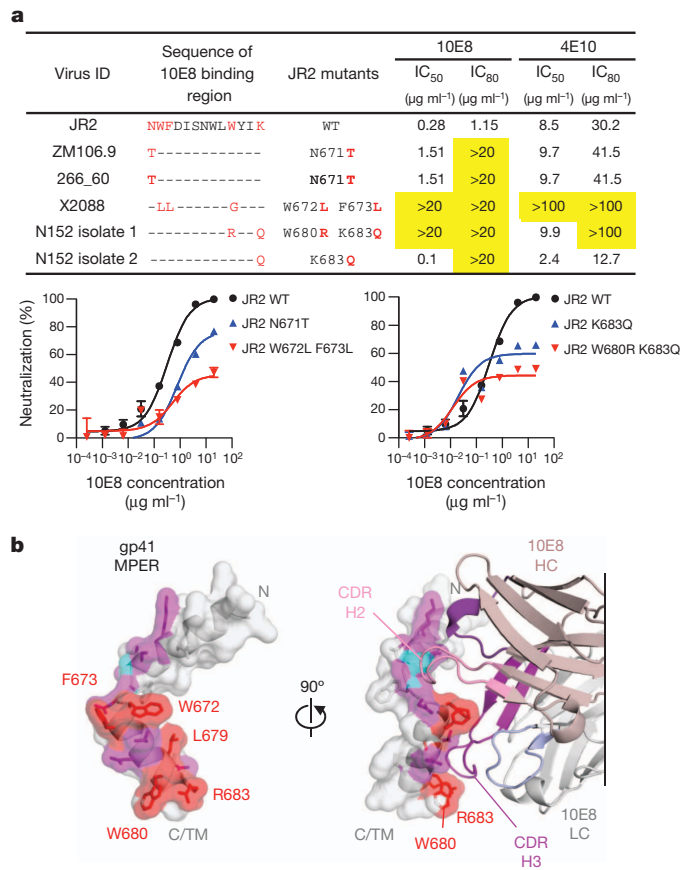 a
Virus ID Sequence of 10E8 binding region JR2 mutants 10E8 4E10
IC50 (μg ml–1) IC80 (μg ml–1) IC50 (μg ml–1) IC80 (μg ml–1)
JR2 NWFDISNWLWYIK WT 0.28 1.15 8.5 30.2
ZM106.9 T------------ N671T 1.51 >20 9.7 41.5
266_60 T------------ N671T 1.51 >20 9.7 41.5
X2088 -LL------G--- W672L F673L >20 >20 >100 >100
N152 isolate 1 ---------R--Q W680R K683Q >20 >20 9.9 >100
N152 isolate 2 ------------Q K683Q 0.1 >20 2.4 12.7
Neutralization (%)
100
80
60
40
20
0
10–4 10–3 10–2 10–1 100 101 102
10E8 concentration
(μg ml–1)
JR2 WT
JR2 N671T
JR2 W672L F673L
100
80
60
40
20
0
10–4 10–3 10–2 10–1 100 101 102
10E8 concentration
(μg ml–1)
JR2 WT
JR2 K683Q
JR2 W680R K683Q
b
gp41
MPER
N
F673
W672
L679
R683
W680
C/TM
90º
10E8
HC
CDR
H2
N
R683
W680
C/TM
CDR
H3
10E8
LC